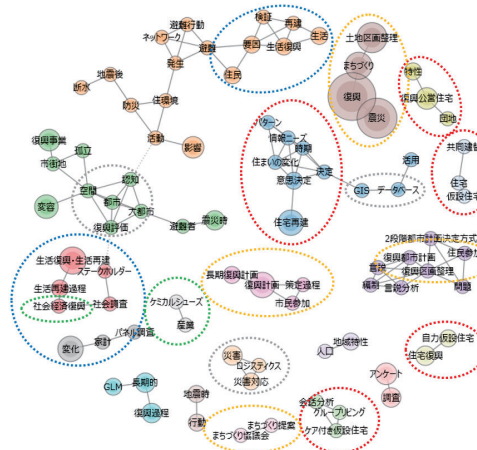 避難行動
ネットワーク
避難
発生
検証
再建
要因
生活
生活復興
住民
地震後
断水
防災
住環境
活動
影響
土地区画整理
まちづくり
復興
震災
特性
復興公営住宅
団地
パターン
情報ニーズ
時期
住まいの変化
意思決定
決定
住宅再建
活用
GIS
データベース
共同建替
住宅
仮設住宅
復興事業
孤立
市街地
空間
認知
変容
都市
大都市
復興評価
避難者
震災時
生活復興・生活再建
ステークホルダー
生活再建過程
社会経済復興
社会調査
パネル調査
家計
変化
ケミカルシューズ
産業
長期復興計画
復興計画
策定過程
市民参加
2段階都市計画決定方式
住民参加
復興都市計画
言説
復興区画整理
編制
言説分析
問題
人口
地域特性
自力仮設住宅
住宅復興
災害
ロジスティクス
災害対応
GLM
長期的
復興過程
地震時
行動
まちづくり提案
まちづくり協議会
アンケート
調査
会話分析
グループリビング
ケア付き仮設住宅